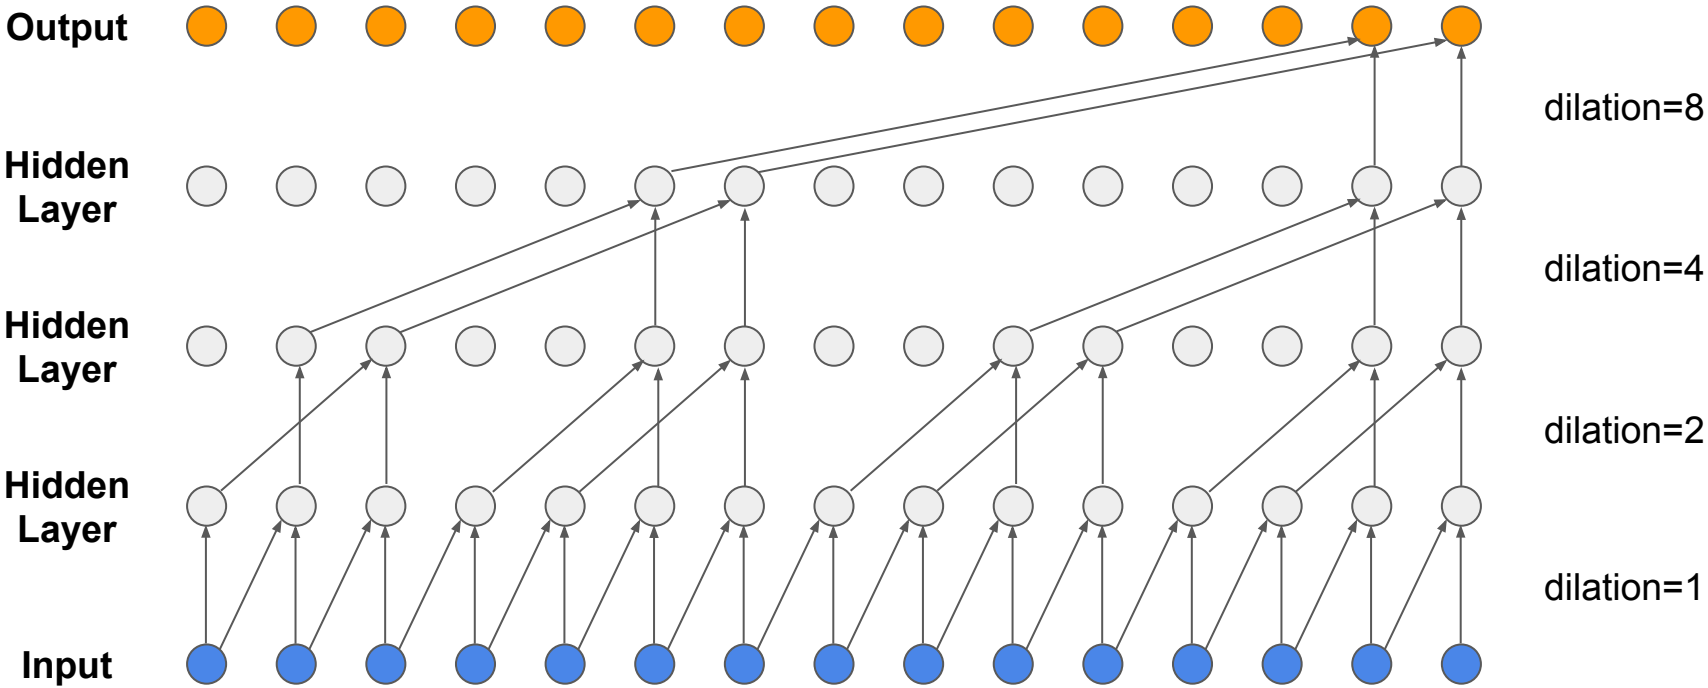 Output
dilation=8
Hidden
Layer
dilation=4
Hidden
Layer
dilation=2
Hidden
Layer
dilation=1
Input